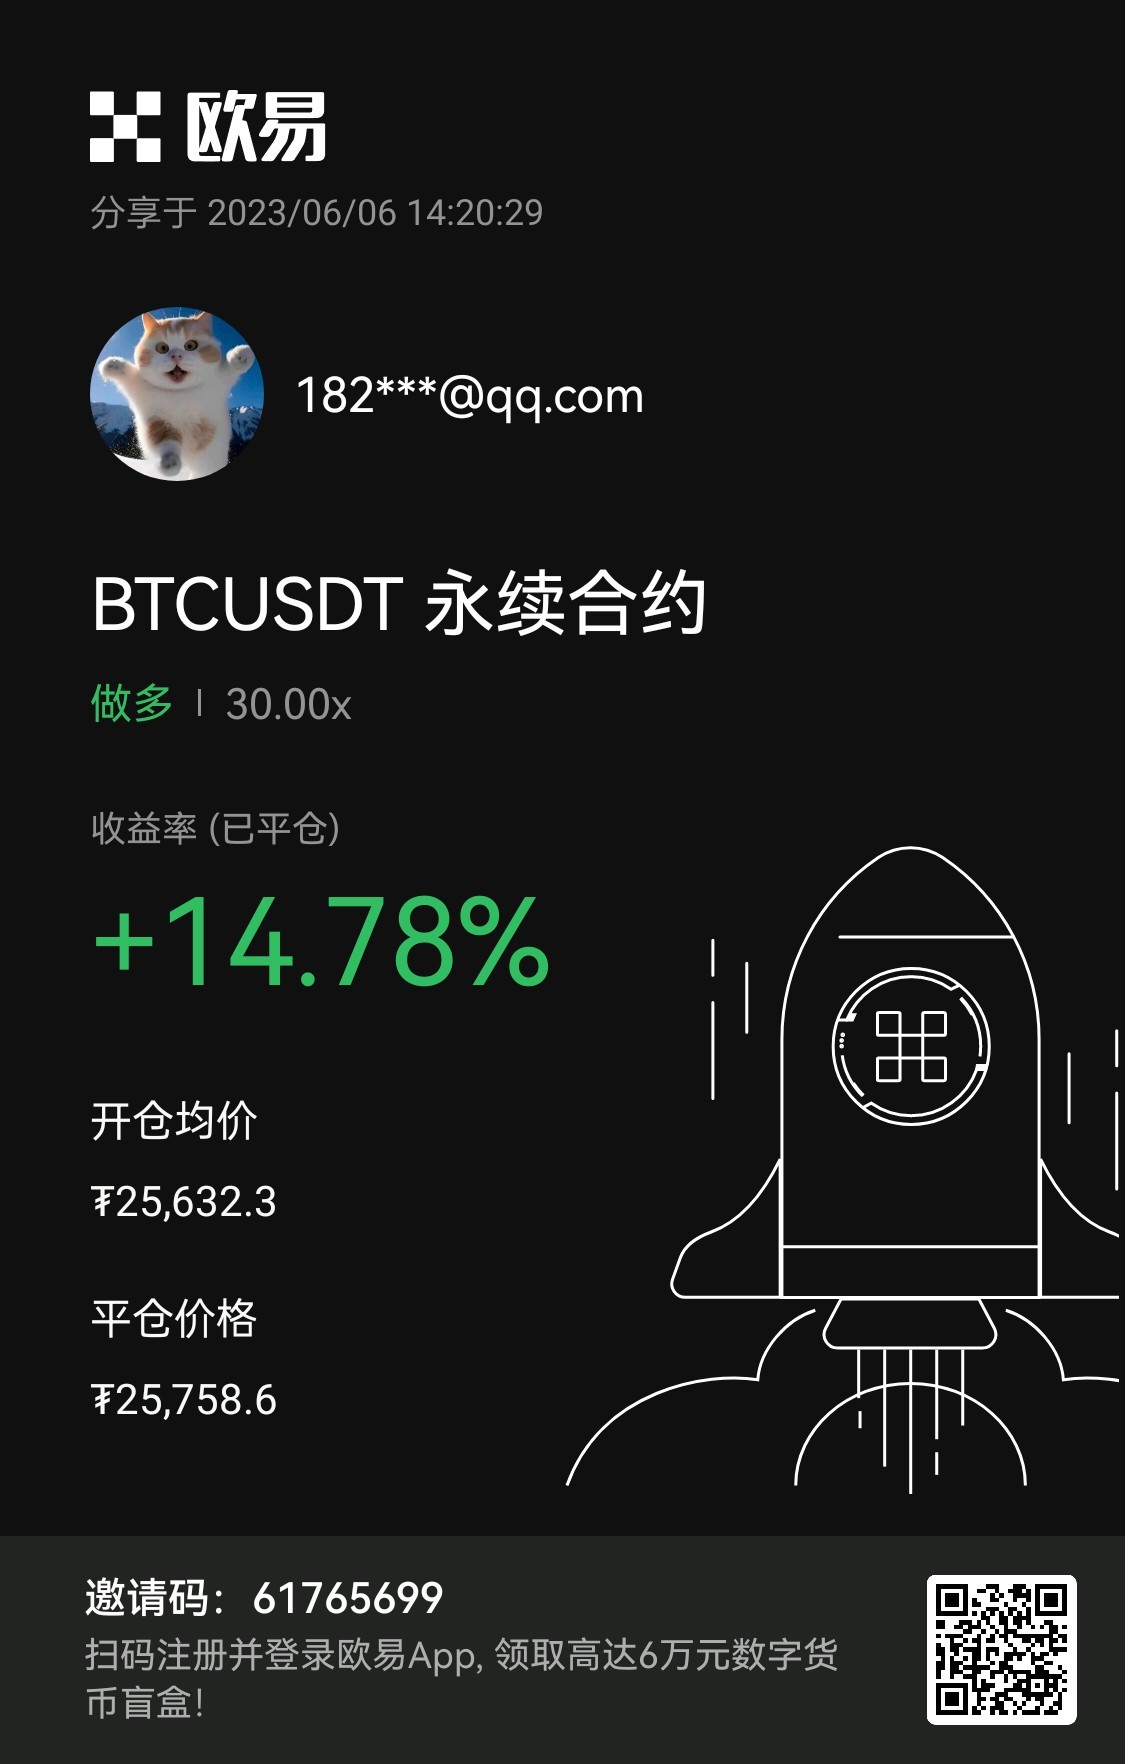 欧易
分享于 2023/06/06 14:20:29
182***@qq.com
BTCUSDT 永续合约
做多 | 30.00x
收益率 (已平仓)
+14.78%
开仓均价
₮25,632.3
平仓价格
₮25,758.6
邀请码：61765699
扫码注册并登录欧易App, 领取高达6万元数字货
币盲盒！